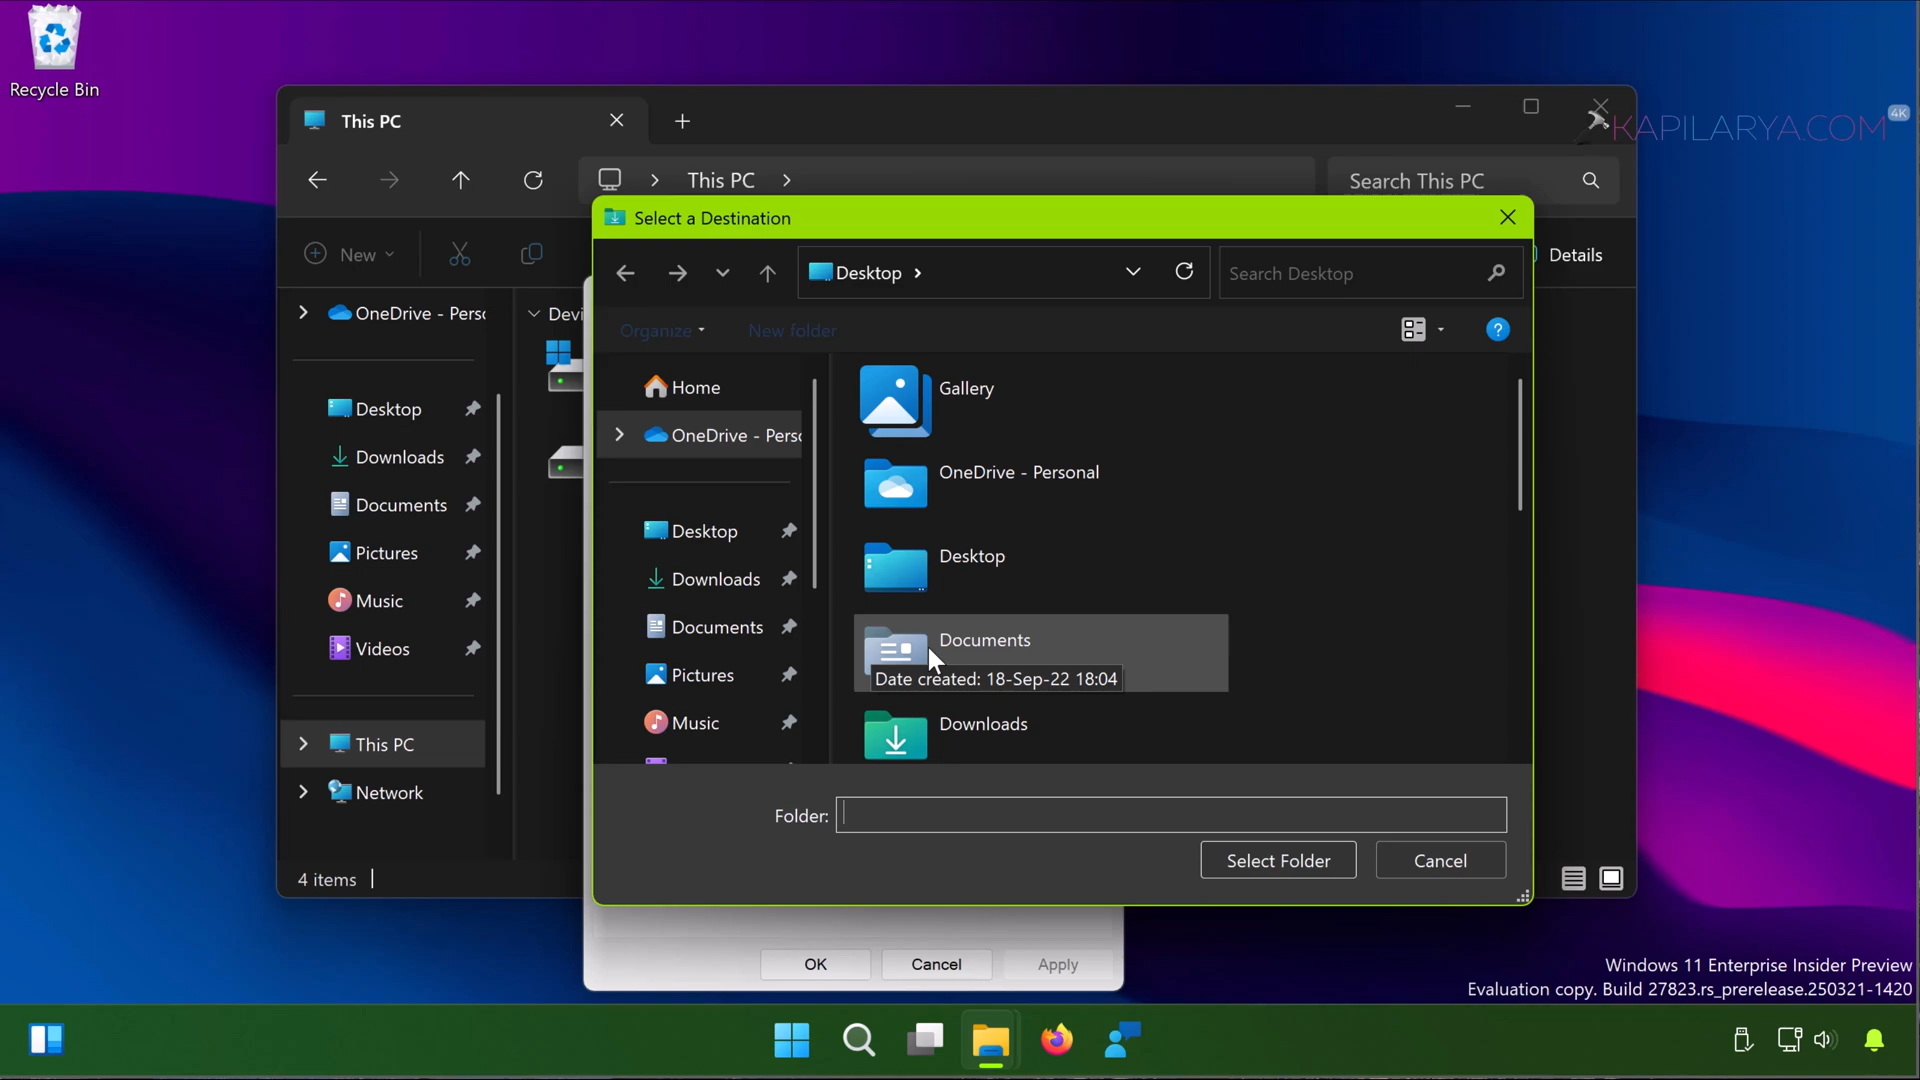 Recycle Bin
This PC
KAPILARYA.COM
4K
This PC
Search This PC
New
Details
OneDrive - Perso
Desktop
Downloads
Documents
Pictures
Music
Videos
This PC
Network
4 items
Devi
Select a Destination
Desktop
Search Desktop
Organize
New folder
Home
OneDrive - Perso
Desktop
Downloads
Documents
Pictures
Music
Gallery
OneDrive - Personal
Desktop
Documents
Date created: 18-Sep-22 18:04
Downloads
Folder:
Select Folder
Cancel
OK
Cancel
Apply
Windows 11 Enterprise Insider Preview
Evaluation copy. Build 27823.rs_prerelease.250321-1420